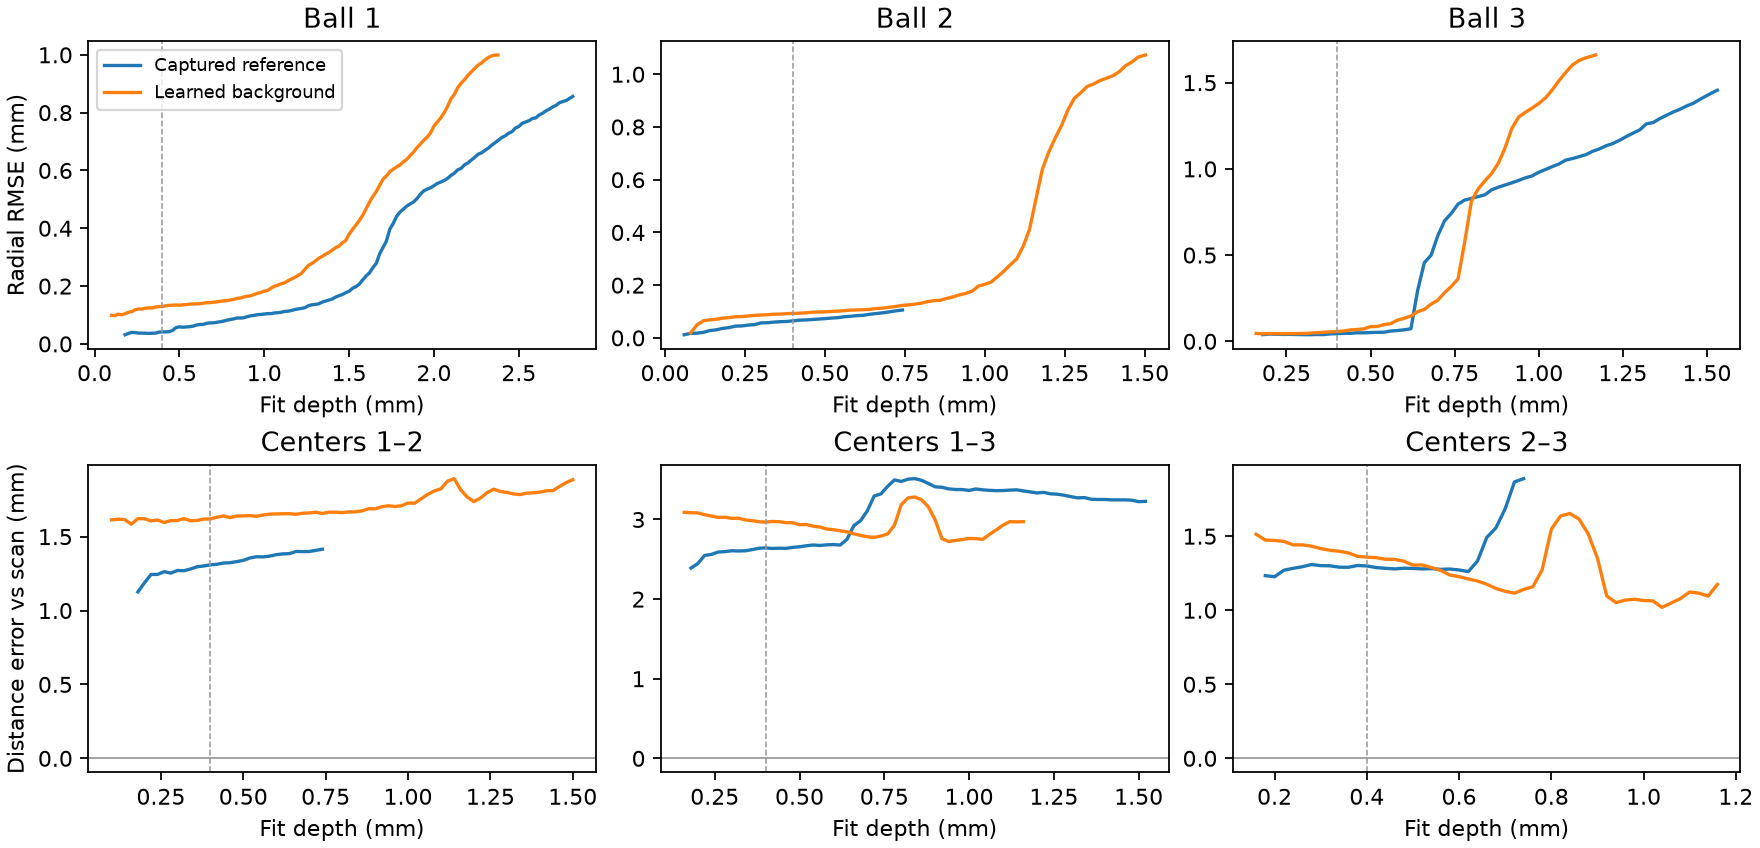 Ball 1
Ball 2
Ball 3
Radial RMSE (mm)
1.0
0.8
0.6
0.4
0.2
0.0
Captured reference
Learned background
0.0 0.5 1.0 1.5 2.0 2.5
Fit depth (mm)
1.0
0.8
0.6
0.4
0.2
0.0
0.00 0.25 0.50 0.75 1.00 1.25 1.50
Fit depth (mm)
1.5
1.0
0.5
0.0
0.25 0.50 0.75 1.00 1.25 1.50
Fit depth (mm)
Centers 1–2
Centers 1–3
Centers 2–3
Distance error vs scan (mm)
1.5
1.0
0.5
0.0
0.25 0.50 0.75 1.00 1.25 1.50
Fit depth (mm)
3
2
1
0
0.25 0.50 0.75 1.00 1.25 1.50
Fit depth (mm)
1.5
1.0
0.5
0.0
0.2 0.4 0.6 0.8 1.0 1.2
Fit depth (mm)